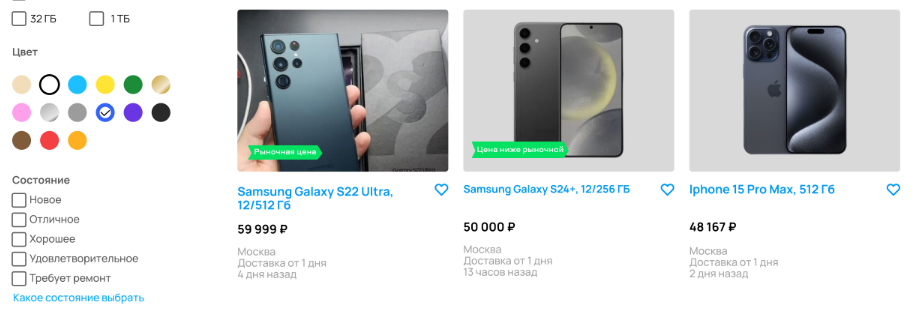 32 ГБ
1 ТБ
Цвет
Состояние
Новое
Отличное
Хорошее
Удовлетворительное
Требует ремонт
Какое состояние выбрать
Рыночная цена
Samsung Galaxy S22 Ultra,
12/512 Гб
59 999 ₽
Москва
Доставка от 1 дня
4 дня назад
Цена ниже рыночной
Samsung Galaxy S24+, 12/256 ГБ
50 000 ₽
Москва
Доставка от 1 дня
13 часов назад
Iphone 15 Pro Max, 512 Гб
48 167 ₽
Москва
Доставка от 1 дня
2 дня назад